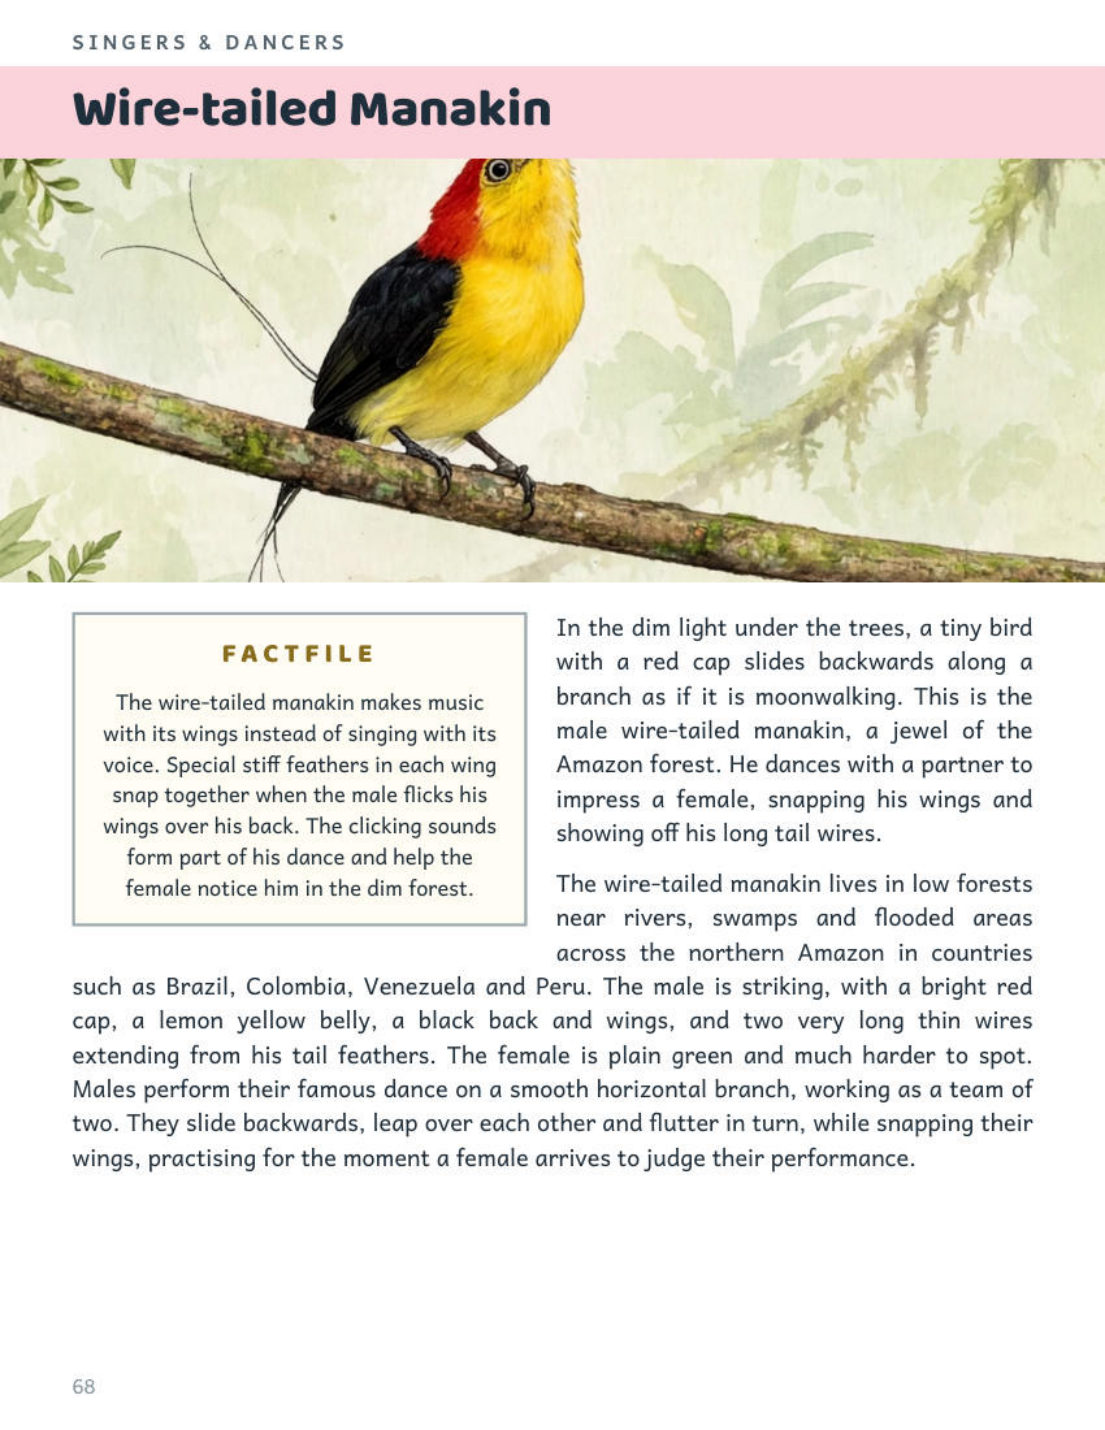 SINGERS & DANCERS
Wire-tailed Manakin
FACTFILE
The wire-tailed manakin makes music
with its wings instead of singing with its
voice. Special stiff feathers in each wing
snap together when the male flicks his
wings over his back. The clicking sounds
form part of his dance and help the
female notice him in the dim forest.
In the dim light under the trees, a tiny bird
with a red cap slides backwards along a
branch as if it is moonwalking. This is the
male wire-tailed manakin, a jewel of the
Amazon forest. He dances with a partner to
impress a female, snapping his wings and
showing off his long tail wires.
The wire-tailed manakin lives in low forests
near rivers, swamps and flooded areas
across the northern Amazon in countries
such as Brazil, Colombia, Venezuela and Peru. The male is striking, with a bright red
cap, a lemon yellow belly, a black back and wings, and two very long thin wires
extending from his tail feathers. The female is plain green and much harder to spot.
Males perform their famous dance on a smooth horizontal branch, working as a team of
two. They slide backwards, leap over each other and flutter in turn, while snapping their
wings, practising for the moment a female arrives to judge their performance.
68